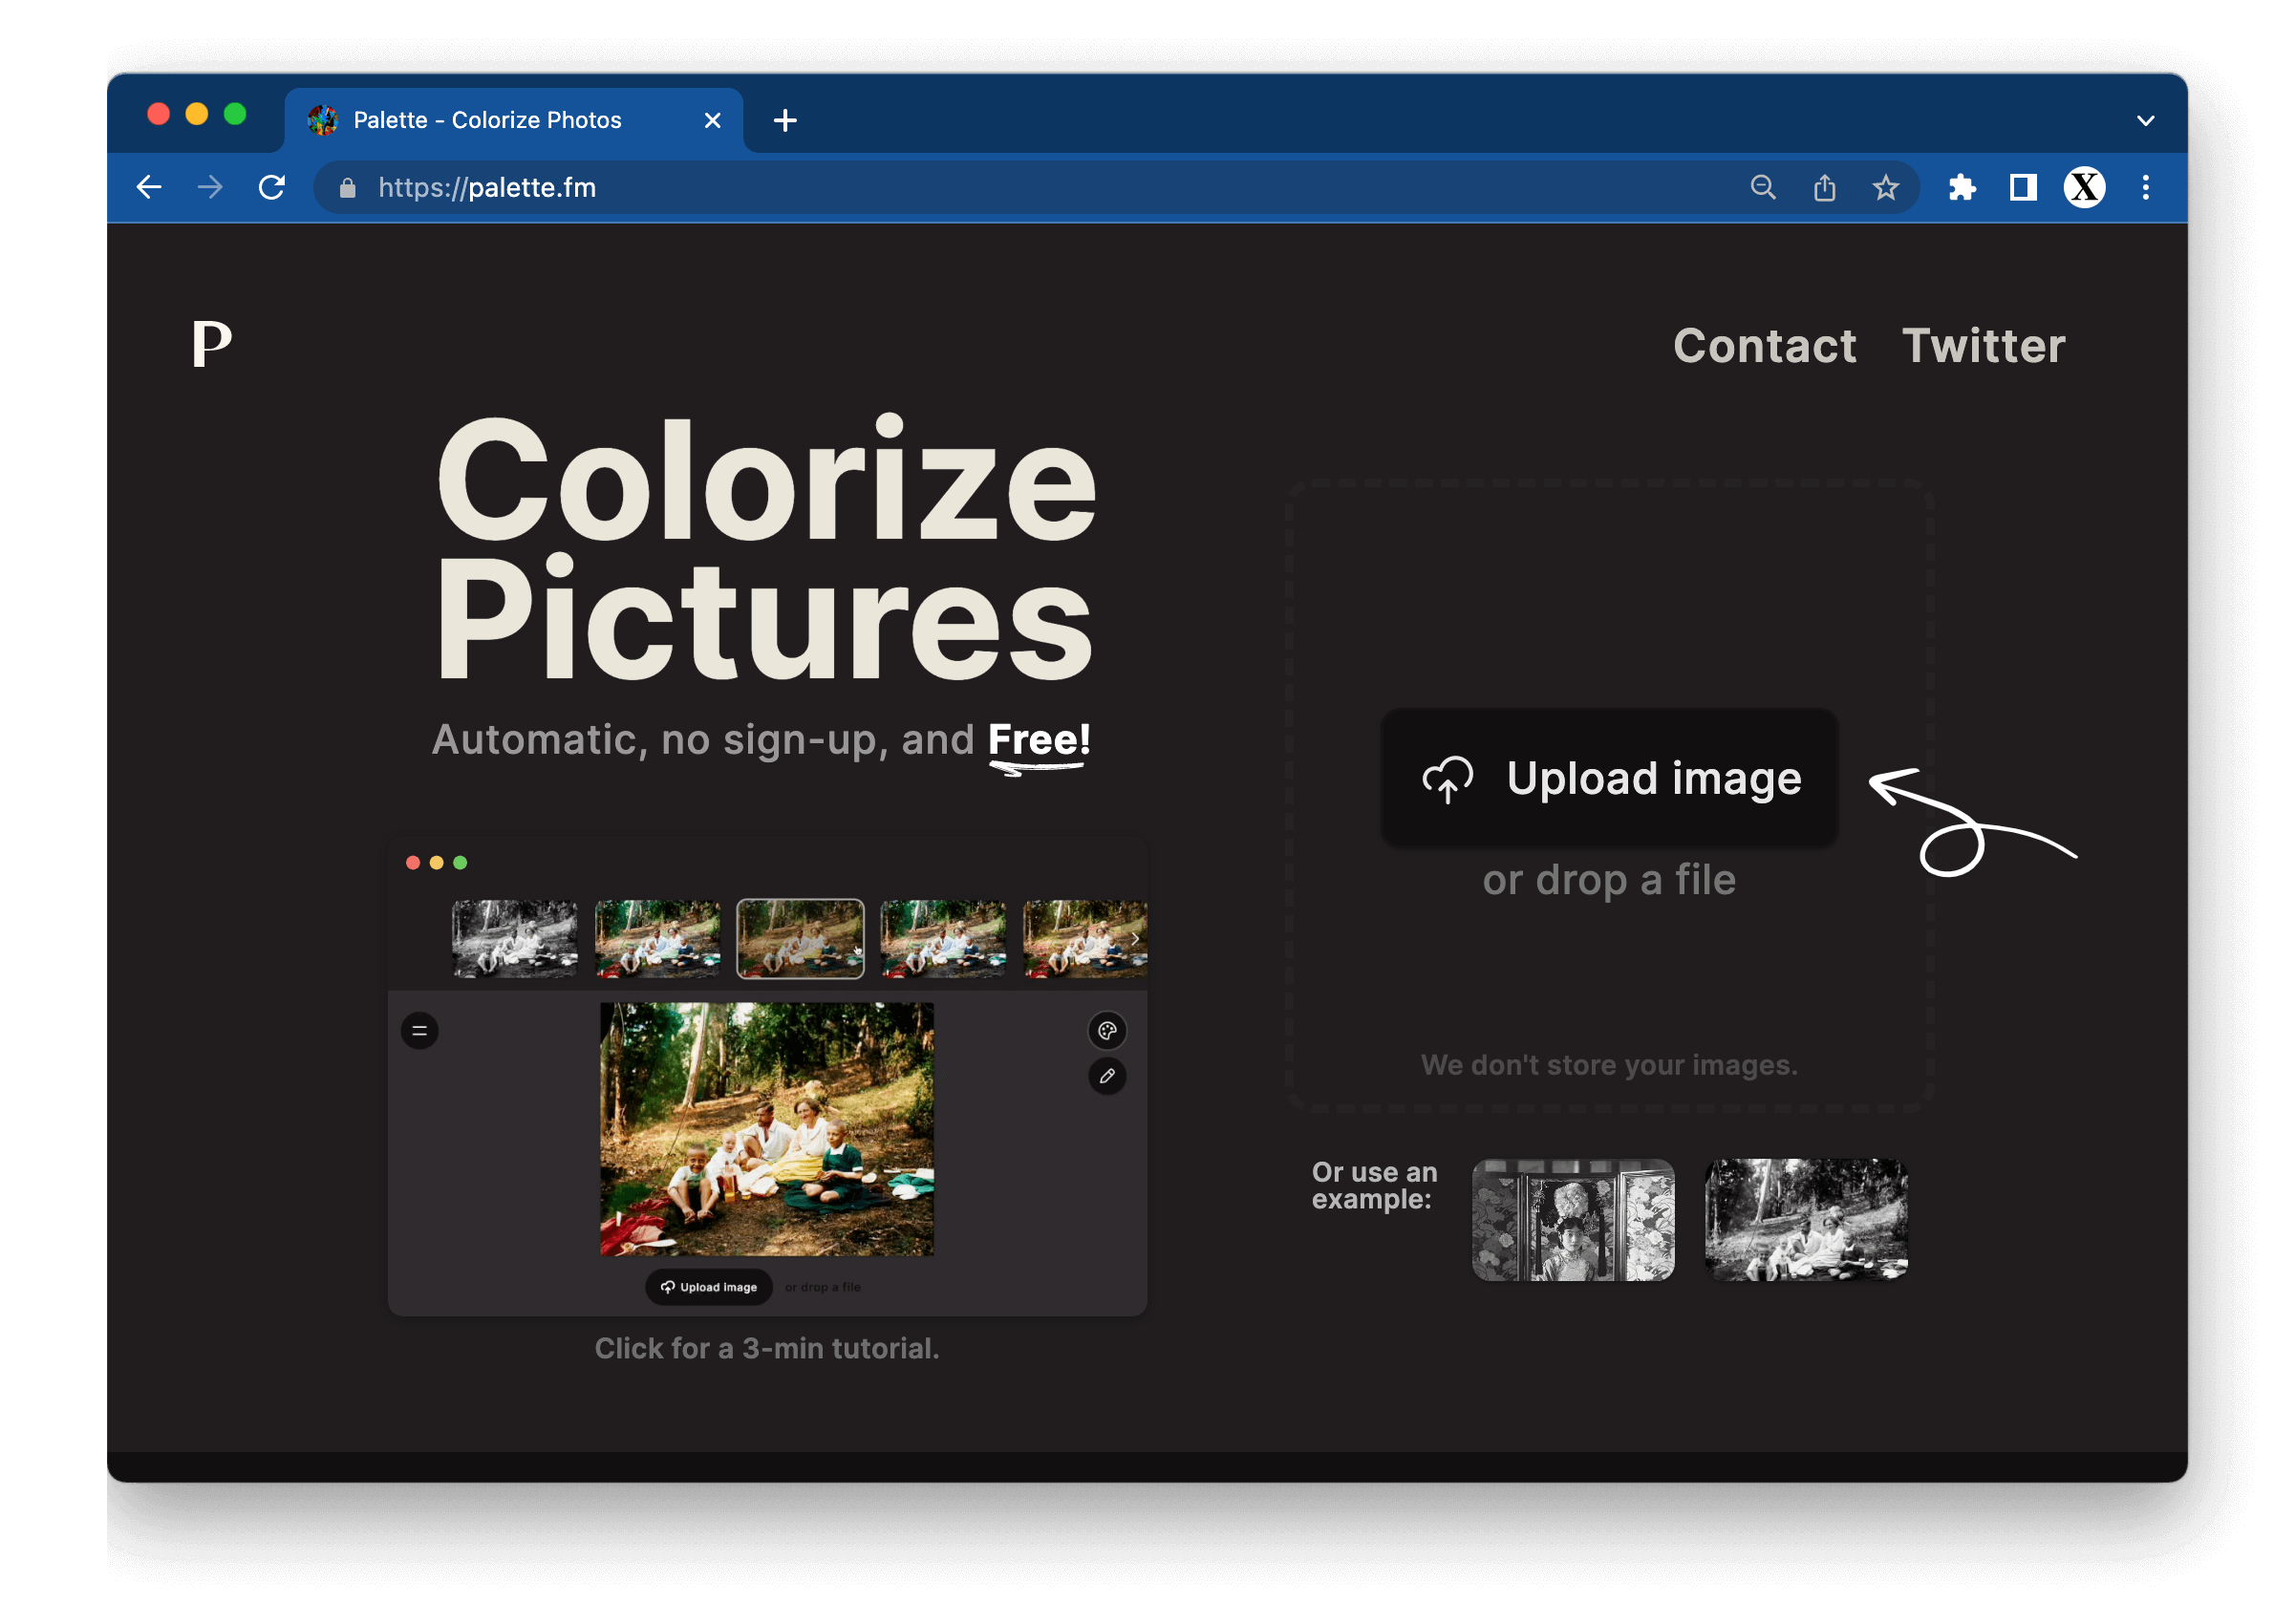 Palette - Colorize Photos
https://palette.fm
X
P
Contact Twitter
Colorize
Pictures
Automatic, no sign-up, and Free!
Upload image
or drop a file
We don't store your images.
Or use an
example:
Upload image or drop a file
Click for a 3-min tutorial.